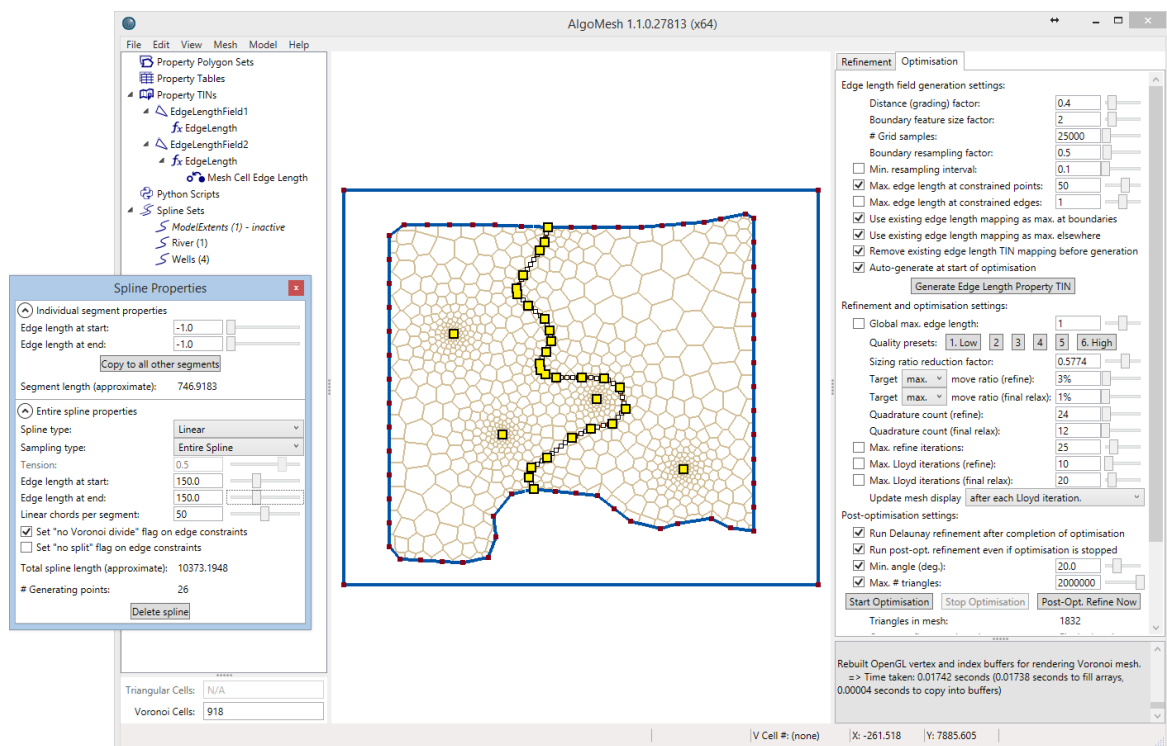 AlgoMesh 1.1.0.27813 (x64)
File Edit View Mesh Model Help
Property Polygon Sets
Property Tables
Property TINs
EdgeLengthField1
fx EdgeLength
EdgeLengthField2
fx EdgeLength
Mesh Cell Edge Length
Python Scripts
Spline Sets
ModelExtents (1) - inactive
River (1)
Wells (4)
Spline Properties
x
Individual segment properties
Edge length at start: -1.0
Edge length at end: -1.0
Copy to all other segments
Segment length (approximate): 746.9183
Entire spline properties
Spline type: Linear
Sampling type: Entire Spline
Tension: 0.5
Edge length at start: 150.0
Edge length at end: 150.0
Linear chords per segment: 50
Set "no Voronoi divide" flag on edge constraints
Set "no split" flag on edge constraints
Total spline length (approximate): 10373.1948
# Generating points: 26
Delete spline
Triangular Cells: N/A
Voronoi Cells: 918
Refinement Optimisation
Edge length field generation settings:
Distance (grading) factor: 0.4
Boundary feature size factor: 2
# Grid samples: 25000
Boundary resampling factor: 0.5
Min. resampling interval: 0.1
Max. edge length at constrained points: 50
Max. edge length at constrained edges: 1
Use existing edge length mapping as max. at boundaries
Use existing edge length mapping as max. elsewhere
Remove existing edge length TIN mapping before generation
Auto-generate at start of optimisation
Generate Edge Length Property TIN
Refinement and optimisation settings:
Global max. edge length: 1
Quality presets: 1. Low 2 3 4 5 6. High
Sizing ratio reduction factor: 0.5774
Target max. move ratio (refine): 3%
Target max. move ratio (final relax): 1%
Quadrature count (refine): 24
Quadrature count (final relax): 12
Max. refine iterations: 25
Max. Lloyd iterations (refine): 10
Max. Lloyd iterations (final relax): 20
Update mesh display after each Lloyd iteration.
Post-optimisation settings:
Run Delaunay refinement after completion of optimisation
Run post-opt. refinement even if optimisation is stopped
Min. angle (deg.): 20.0
Max. # triangles: 2000000
Start Optimisation Stop Optimisation Post-Opt. Refine Now
Triangles in mesh: 1832
Rebuilt OpenGL vertex and index buffers for rendering Voronoi mesh.
=> Time taken: 0.01742 seconds (0.01738 seconds to fill arrays,
0.00004 seconds to copy into buffers)
V Cell #: (none) X: -261.518 Y: 7885.605